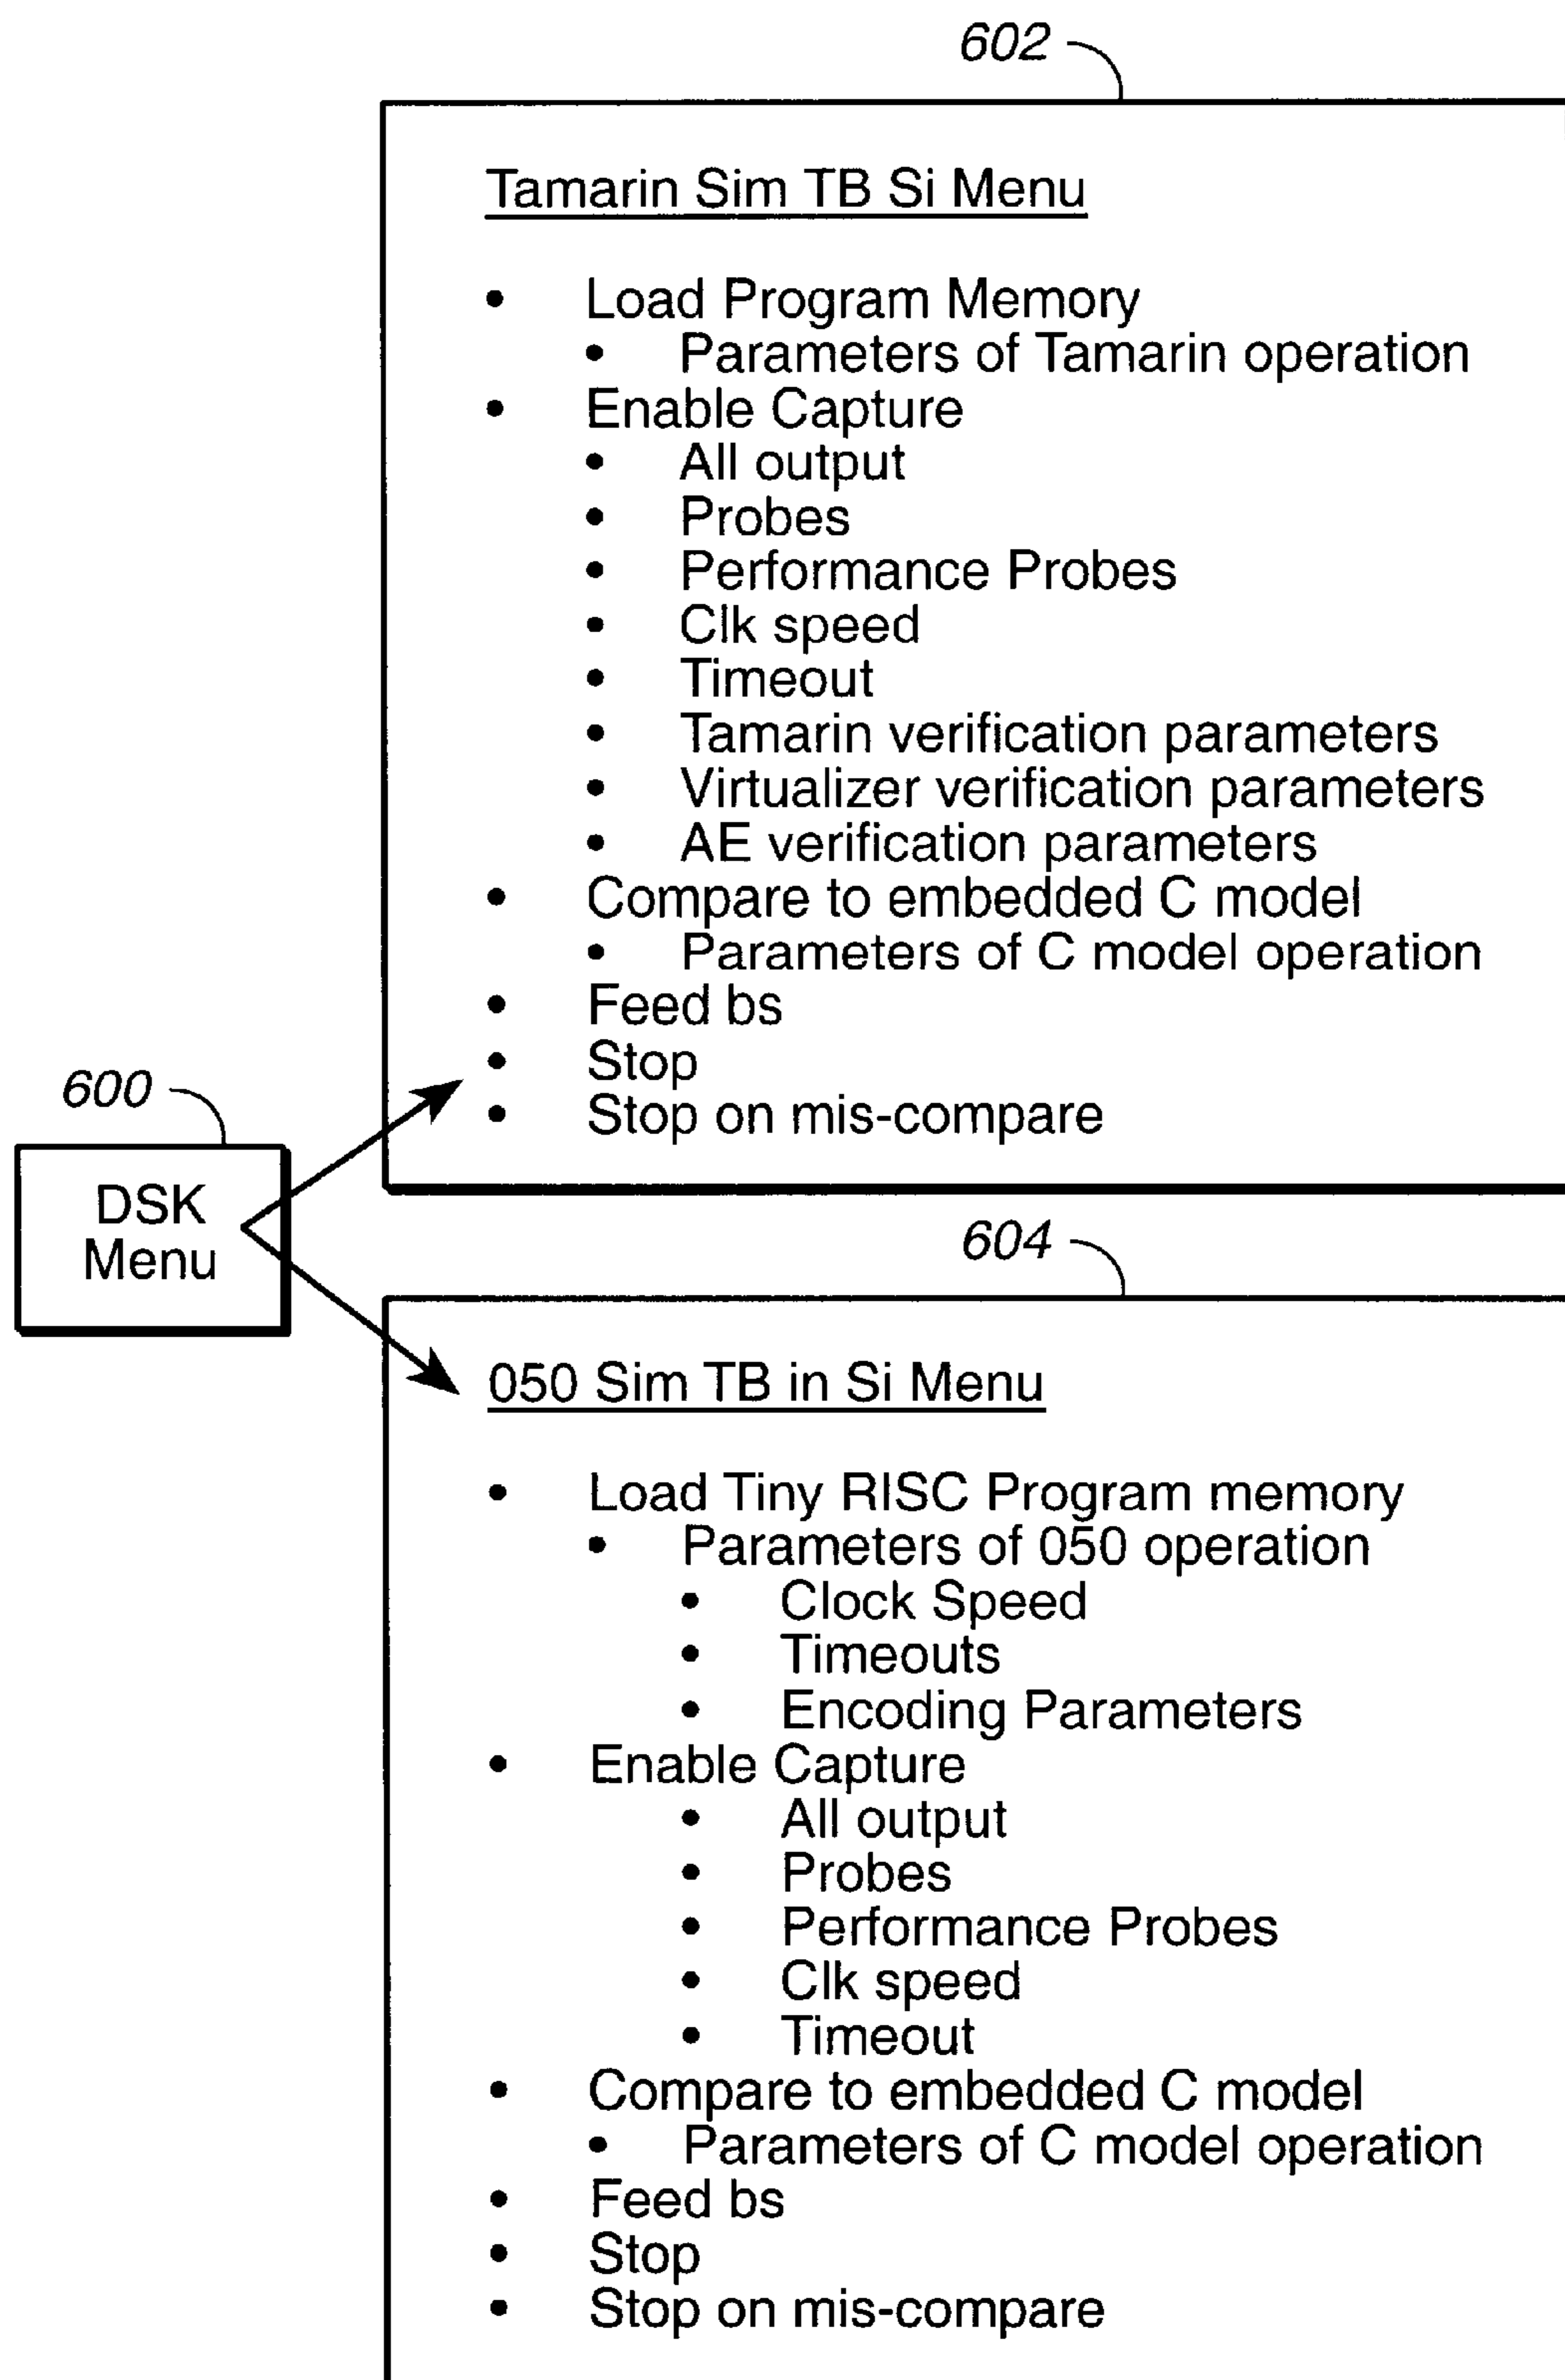 602
Tamarin Sim TB Si Menu
• Load Program Memory
• Parameters of Tamarin operation
• Enable Capture
• All output
• Probes
• Performance Probes
• Clk speed
• Timeout
• Tamarin verification parameters
• Virtualizer verification parameters
• AE verification parameters
• Compare to embedded C model
• Parameters of C model operation
• Feed bs
• Stop
• Stop on mis-compare
600
DSK
Menu
604
050 Sim TB in Si Menu
• Load Tiny RISC Program memory
• Parameters of 050 operation
• Clock Speed
• Timeouts
• Encoding Parameters
• Enable Capture
• All output
• Probes
• Performance Probes
• Clk speed
• Timeout
• Compare to embedded C model
• Parameters of C model operation
• Feed bs
• Stop
• Stop on mis-compare